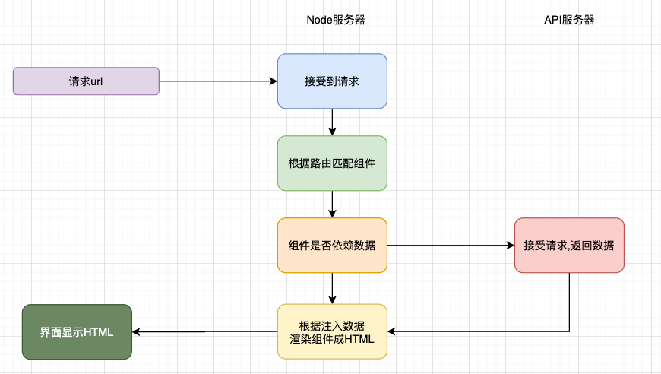 Node服务器
API服务器
请求url
接受到请求
根据路由匹配组件
组件是否依赖数据
接受请求,返回数据
界面显示HTML
根据注入数据
渲染组件成HTML